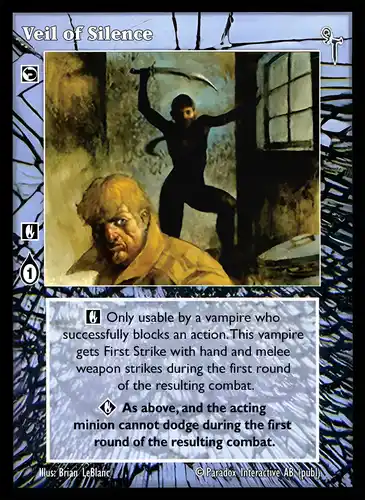 Veil of Silence
1
Only usable by a vampire who
successfully blocks an action. This vampire
gets First Strike with hand and melee
weapon strikes during the first round
of the resulting combat.
As above, and the acting
minion cannot dodge during the first
round of the resulting combat.
Illus: Brian LeBlanc © Paradox Interactive AB (publ)